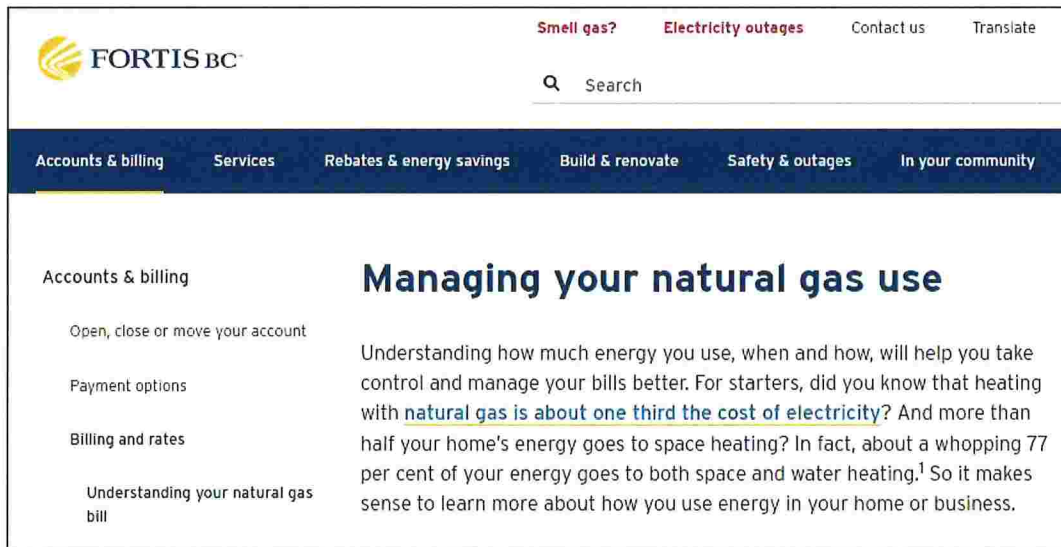 Smell gas? Electricity outages Contact us Translate
FORTIS BC
Search
Accounts & billing Services Rebates & energy savings Build & renovate Safety & outages In your community
Accounts & billing
Open, close or move your account
Payment options
Billing and rates
Understanding your natural gas
bill
Managing your natural gas use
Understanding how much energy you use, when and how, will help you take
control and manage your bills better. For starters, did you know that heating
with natural gas is about one third the cost of electricity? And more than
half your home's energy goes to space heating? In fact, about a whopping 77
per cent of your energy goes to both space and water heating.¹ So it makes
sense to learn more about how you use energy in your home or business.